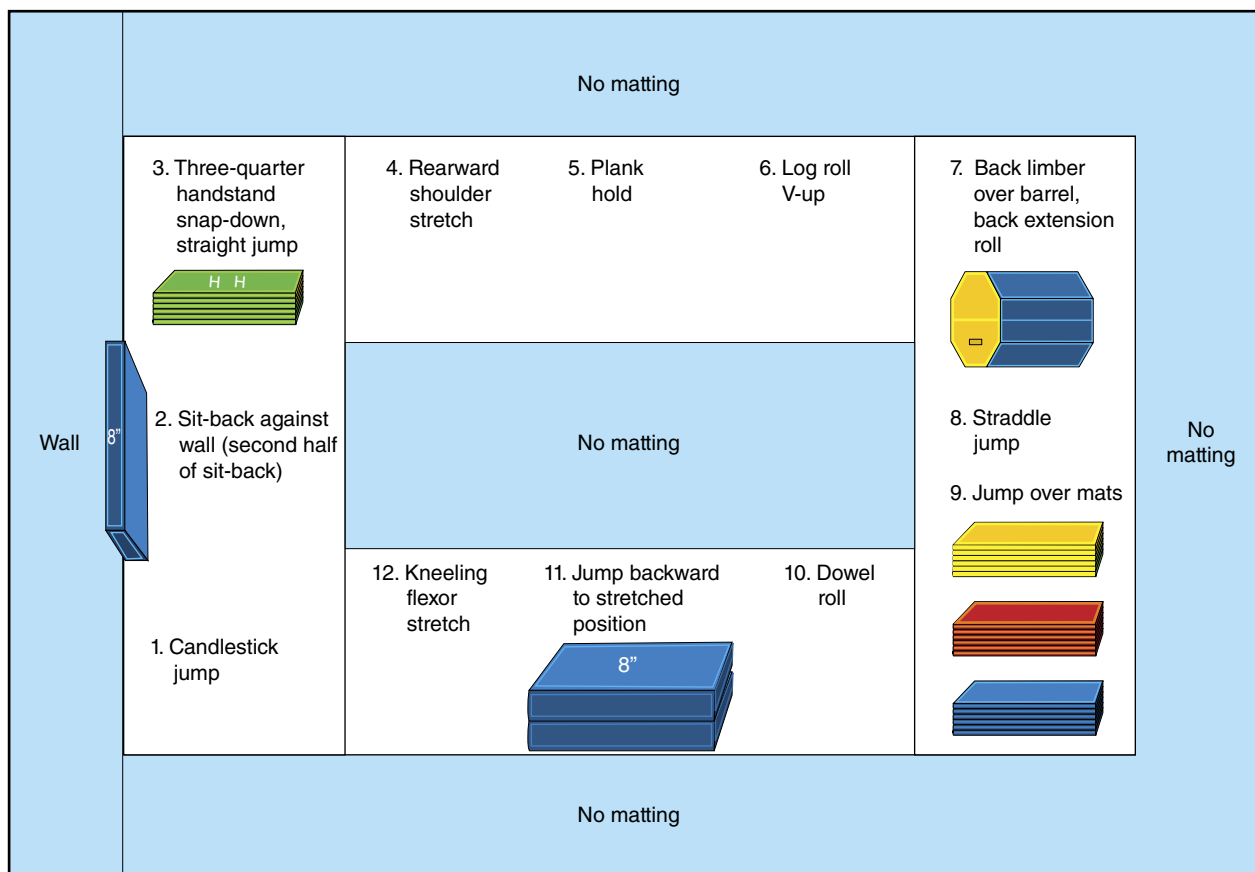 No matting
3. Three-quarter
handstand
snap-down,
straight jump
H H
4. Rearward
shoulder
stretch
5. Plank
hold
6. Log roll
V-up
7. Back limber
over barrel,
back extension
roll
Wall
8"
2. Sit-back against
wall (second half
of sit-back)
No matting
8. Straddle
jump
No
matting
9. Jump over mats
12. Kneeling
flexor
stretch
11. Jump backward
to stretched
position
8"
10. Dowel
roll
1. Candlestick
jump
No matting